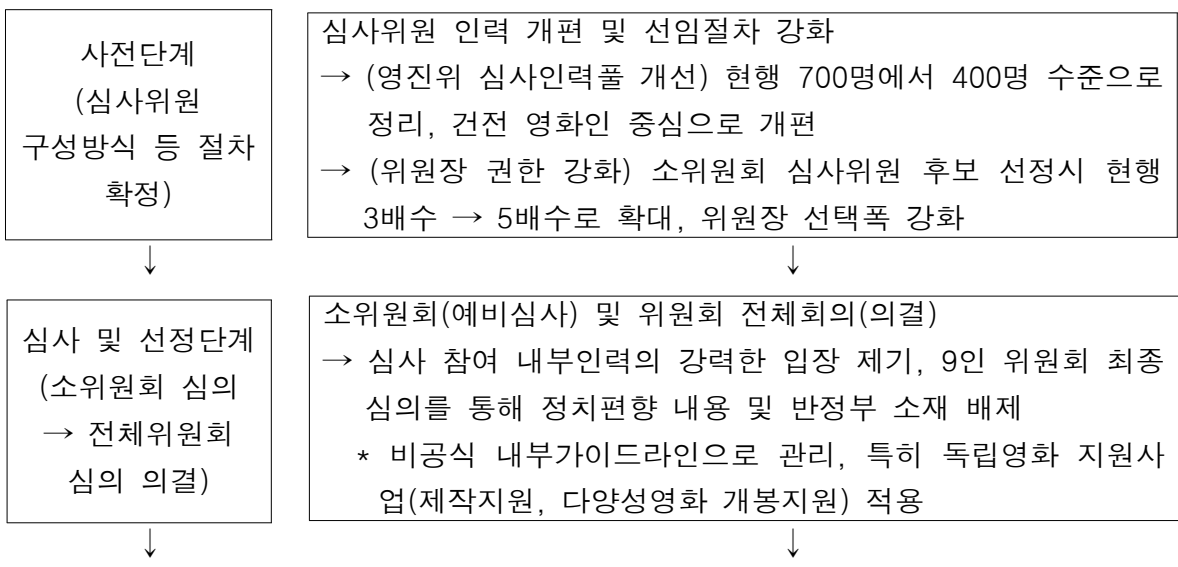 사전단계
(심사위원
구성방식 등 절차
확정)
심사위원 인력 개편 및 선임절차 강화
→ (영진위 심사인력풀 개선) 현행 700명에서 400명 수준으로
정리, 건전 영화인 중심으로 개편
→ (위원장 권한 강화) 소위원회 심사위원 후보 선정시 현행
3배수 → 5배수로 확대, 위원장 선택폭 강화
↓
↓
심사 및 선정단계
(소위원회 심의
→ 전체위원회
심의 의결)
소위원회(예비심사) 및 위원회 전체회의(의결)
→ 심사 참여 내부인력의 강력한 입장 제기, 9인 위원회 최종
심의를 통해 정치편향 내용 및 반정부 소재 배제
* 비공식 내부가이드라인으로 관리, 특히 독립영화 지원사
업(제작지원, 다양성영화 개봉지원) 적용
↓
↓